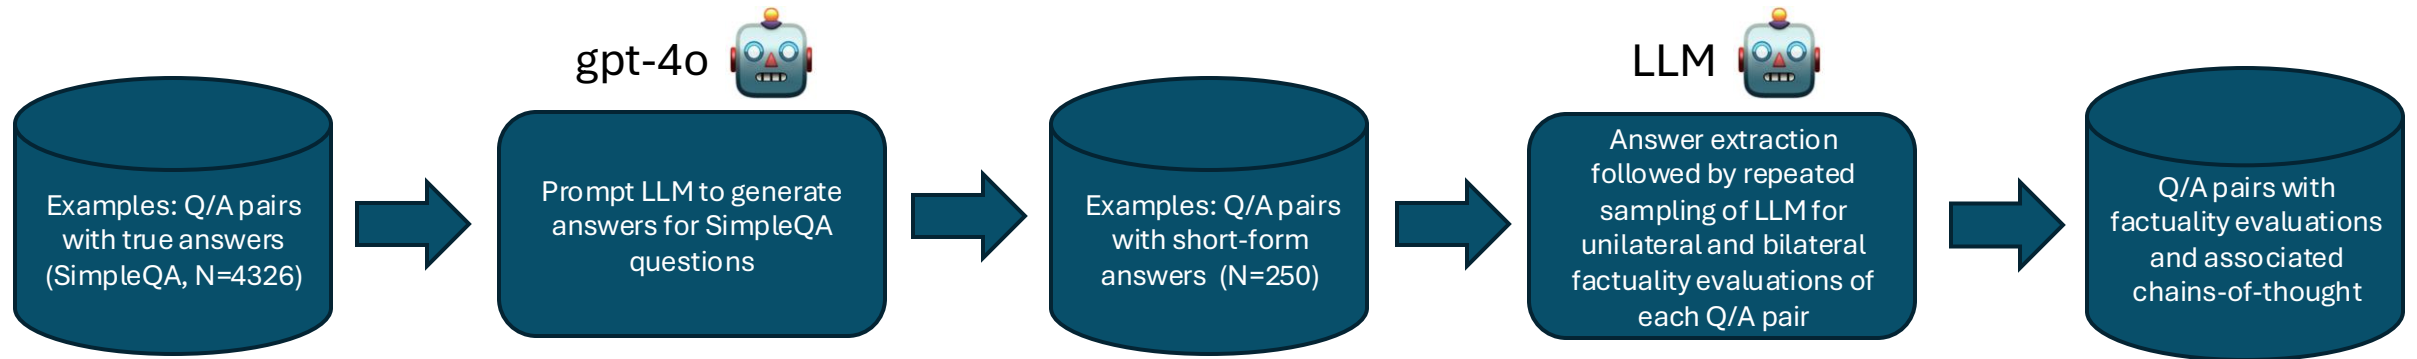 gpt-4o
LLM
Examples: Q/A pairs
with true answers
(SimpleQA, N=4326)
Prompt LLM to generate
answers for SimpleQA
questions
Examples: Q/A pairs
with short-form
answers (N=250)
Answer extraction
followed by repeated
sampling of LLM for
unilateral and bilateral
factuality evaluations of
each Q/A pair
Q/A pairs with
factuality evaluations
and associated
chains-of-thought